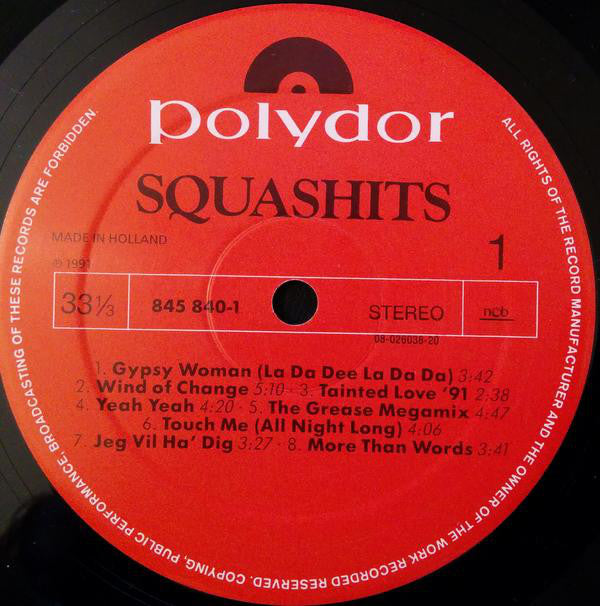 polydor
SQUASHITS
MADE IN HOLLAND
1
℗ 1991
33 1/3
845 840-1
STEREO
ncb
08-026038-20
1. Gypsy Woman (La Da Dee La Da Da) 3:42
2. Wind of Change 5:10 · 3. Tainted Love '91 2:38
4. Yeah Yeah 4:20 · 5. The Grease Megamix 4:47
6. Touch Me (All Night Long) 4:06
7. Jeg Vil Ha' Dig 3:27 · 8. More Than Words 3:41
ALL RIGHTS OF THE RECORD MANUFACTURER AND THE OWNER OF THE WORK RECORDED RESERVED. COPYING, PUBLIC PERFORMANCE, BROADCASTING OF THESE RECORDS ARE FORBIDDEN.